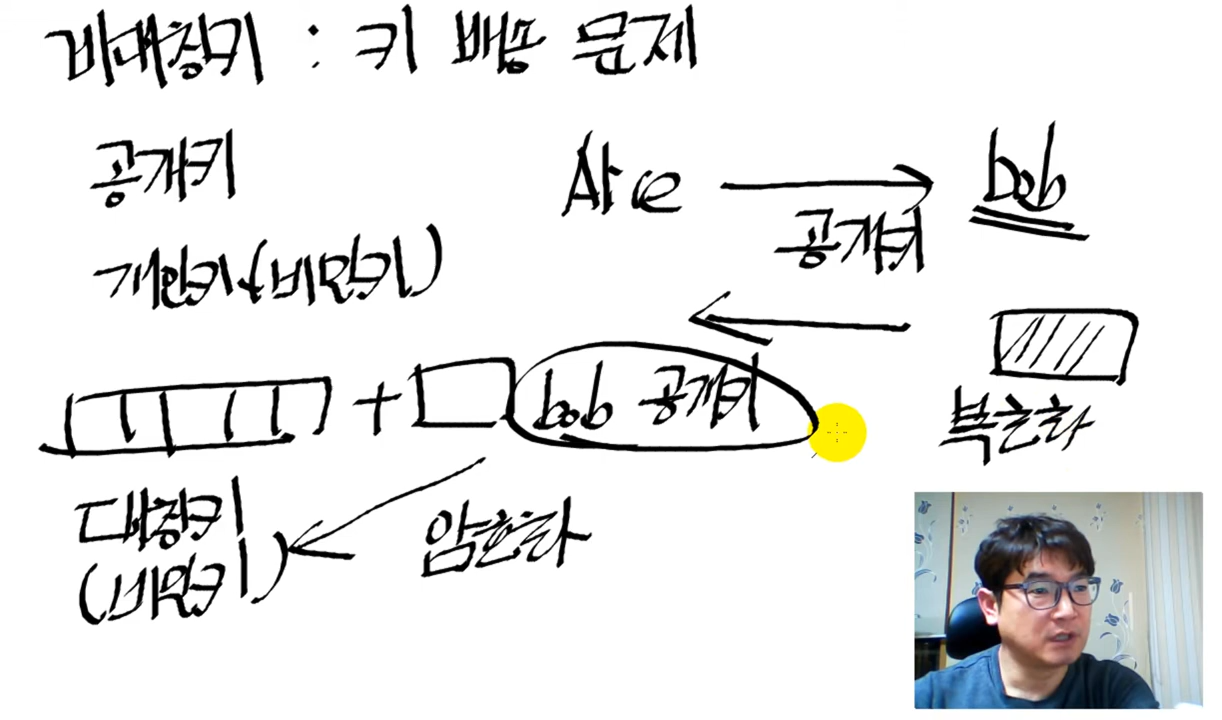 비대칭키 : 키 배송 문제
공개키
Alice
bob
공개키
개인키(비밀키)
+
bob 공개키
복호화
대칭키
(비밀키)
암호화